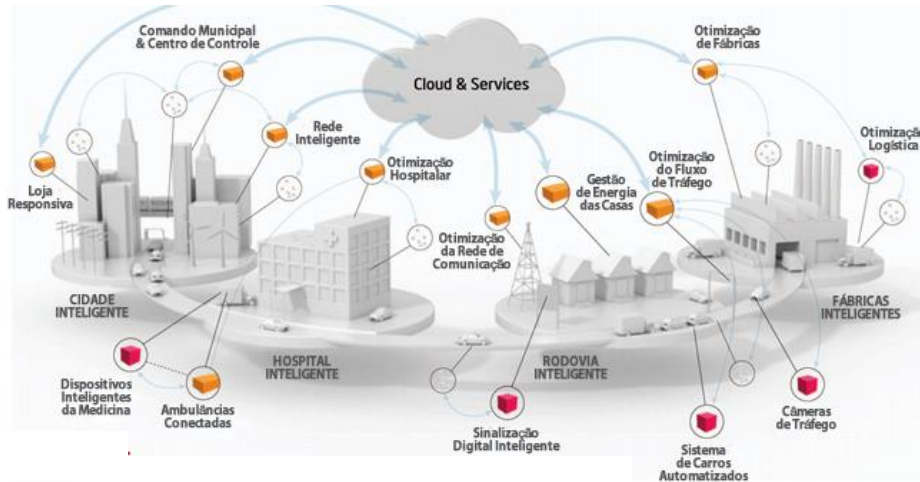 Comando Municipal
& Centro de Controle
Cloud & Services
Otimização
de Fábricas
Rede
Inteligente
Otimização
Hospitalar
Otimização
Logística
Loja
Responsiva
Gestão
de Energia
das Casas
Otimização
do Fluxo
de Tráfego
Otimização
da Rede de
Comunicação
CIDADE
INTELIGENTE
HOSPITAL
INTELIGENTE
RODOVIA
INTELIGENTE
FÁBRICAS
INTELIGENTES
Dispositivos
Inteligentes
da Medicina
Ambulâncias
Conectadas
Sinalização
Digital Inteligente
Sistema
de Carros
Automatizados
Câmeras
de Tráfego